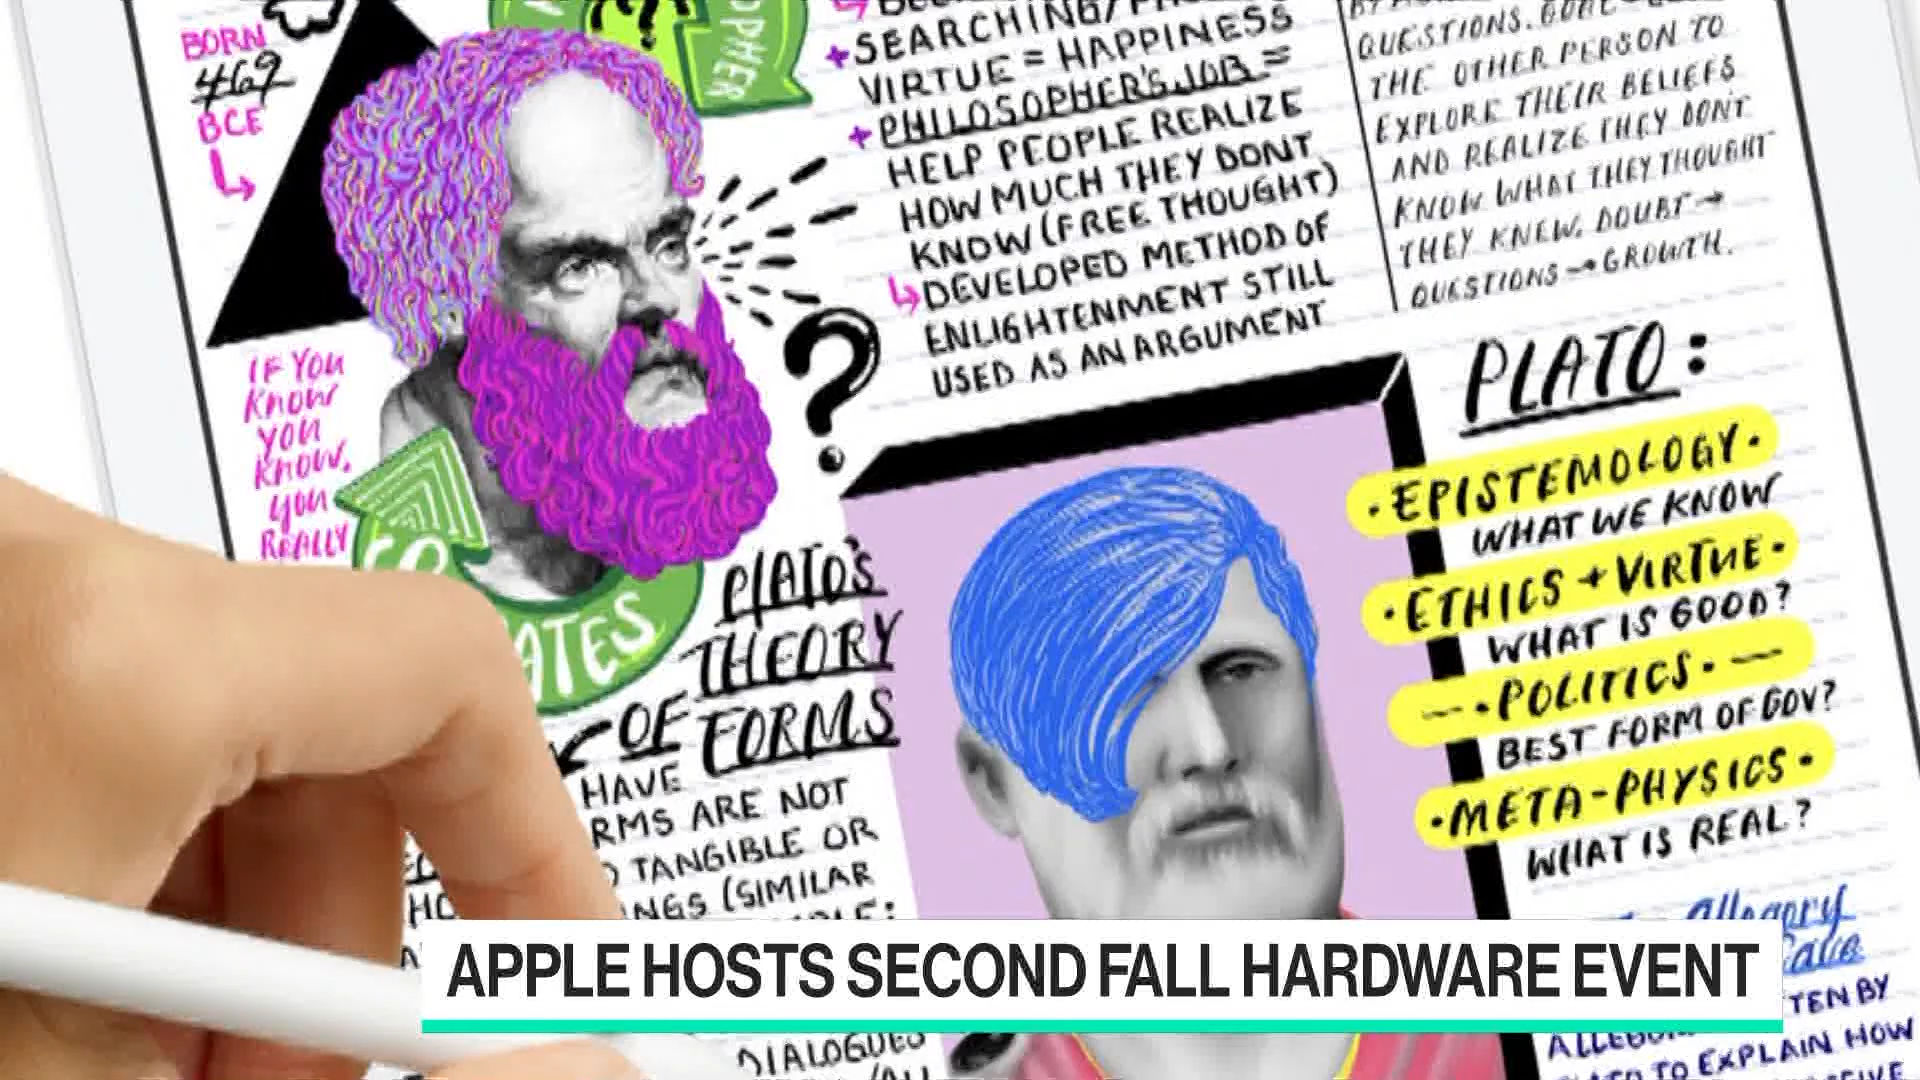 BORN
469
BCE
SEARCHING/
VIRTUE = HAPPINESS
PHILOSOPHER'S JOB =
HELP PEOPLE REALIZE
HOW MUCH THEY DONT
KNOW (FREE THOUGHT)
DEVELOPED METHOD OF
ENLIGHTENMENT STILL
USED AS AN ARGUMENT
QUESTIONS.
THE OTHER PERSON TO
EXPLORE THEIR BELIEFS
AND REALIZE THEY DON'T
KNOW WHAT THEY THOUGHT
THEY KNEW. DOUBT →
QUESTIONS → GROWTH.
IF YOU
KNOW
YOU
KNOW,
YOU
REALLY
ATES
PLATO'S
THEORY
OF
FORMS
HAVE
RMS ARE NOT
TANGIBLE OR
NGS (SIMILAR
PLATO:
• EPISTEMOLOGY •
WHAT WE KNOW
• ETHICS + VIRTUE •
WHAT IS GOOD?
— • POLITICS • —
BEST FORM OF GOV?
• META-PHYSICS •
WHAT IS REAL?
Allegory
Cave
TEN BY
TO EXPLAIN HOW
DIALOGUES
APPLE HOSTS SECOND FALL HARDWARE EVENT